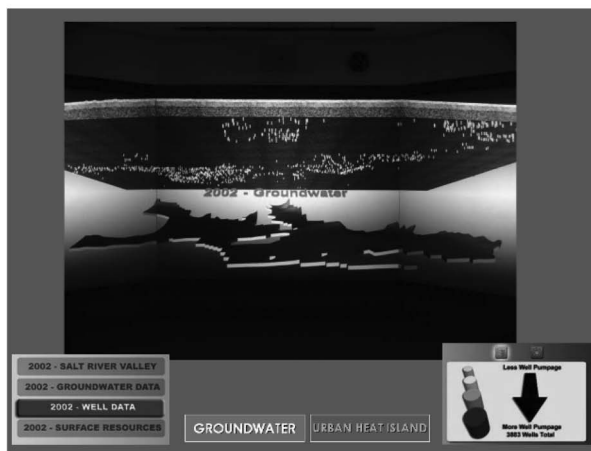 2002 - Groundwater
2002 - SALT RIVER VALLEY
2002 - GROUNDWATER DATA
2002 - WELL DATA
2002 - SURFACE RESOURCES
GROUNDWATER
URBAN HEAT ISLAND
Less Well Pumpage
More Well Pumpage
3803 Wells Total